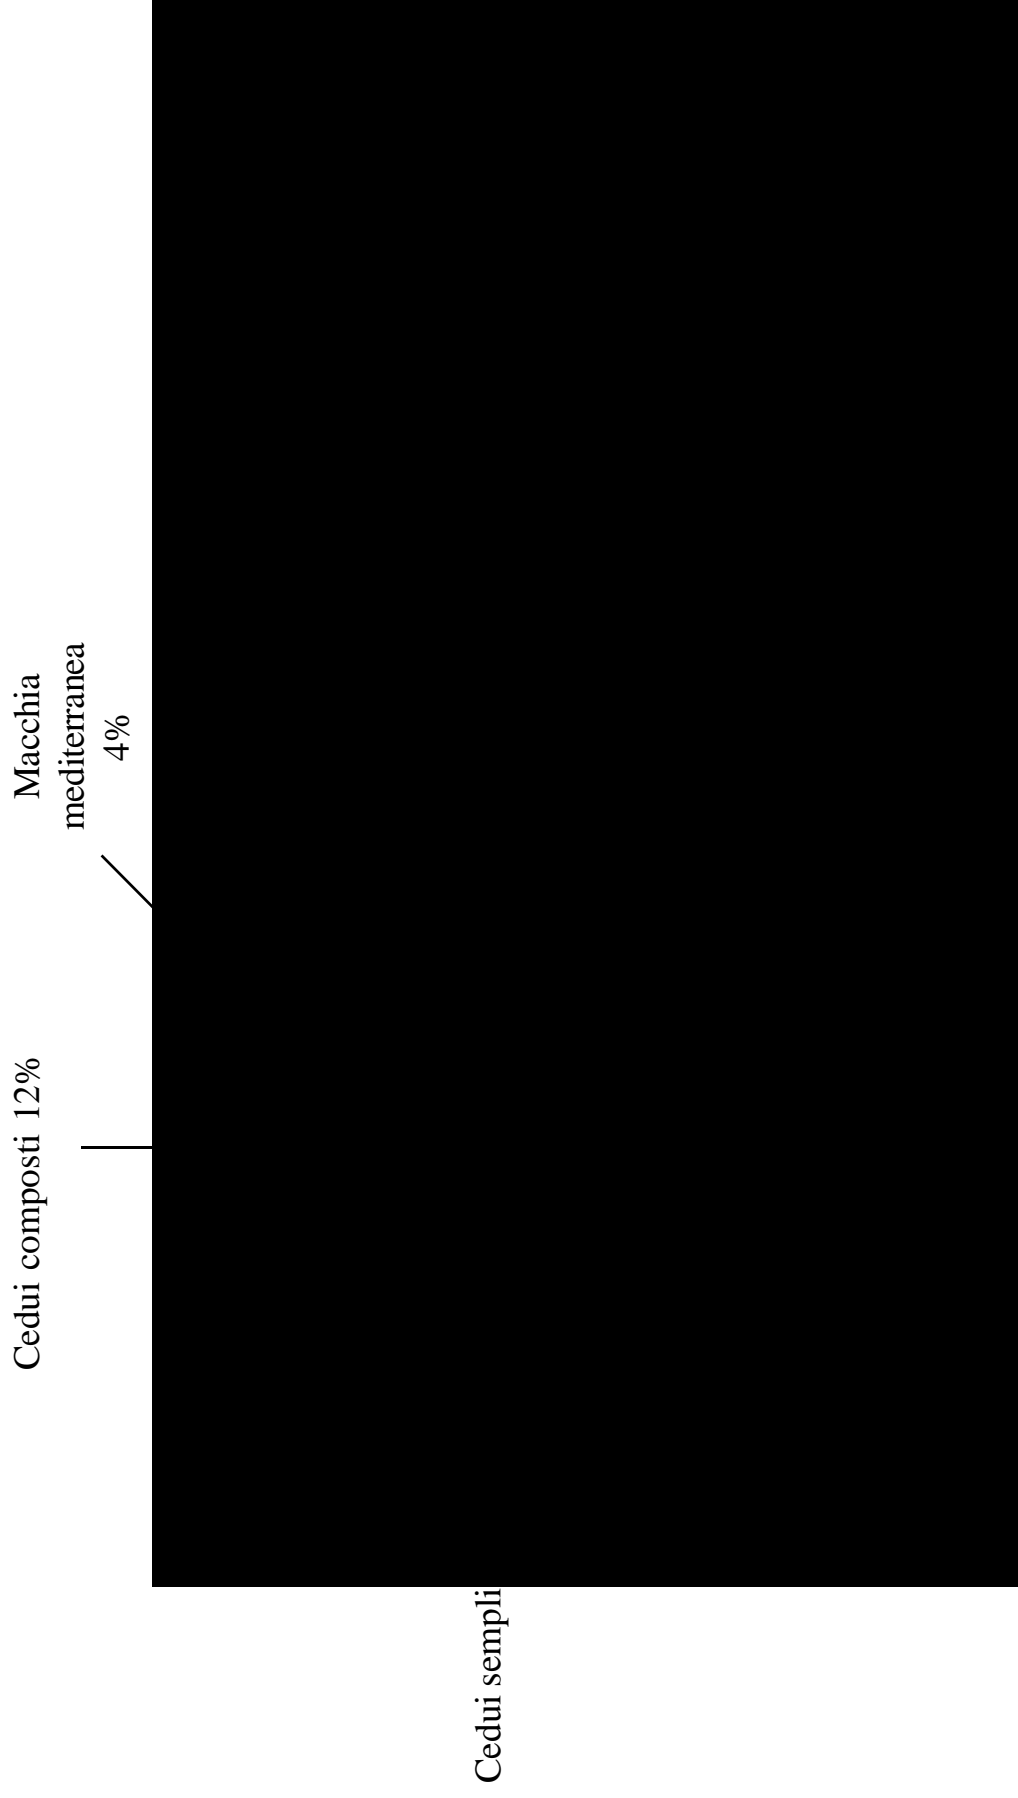 Macchia
mediterranea
4%
Cedui composti 12%
Cedui sempli